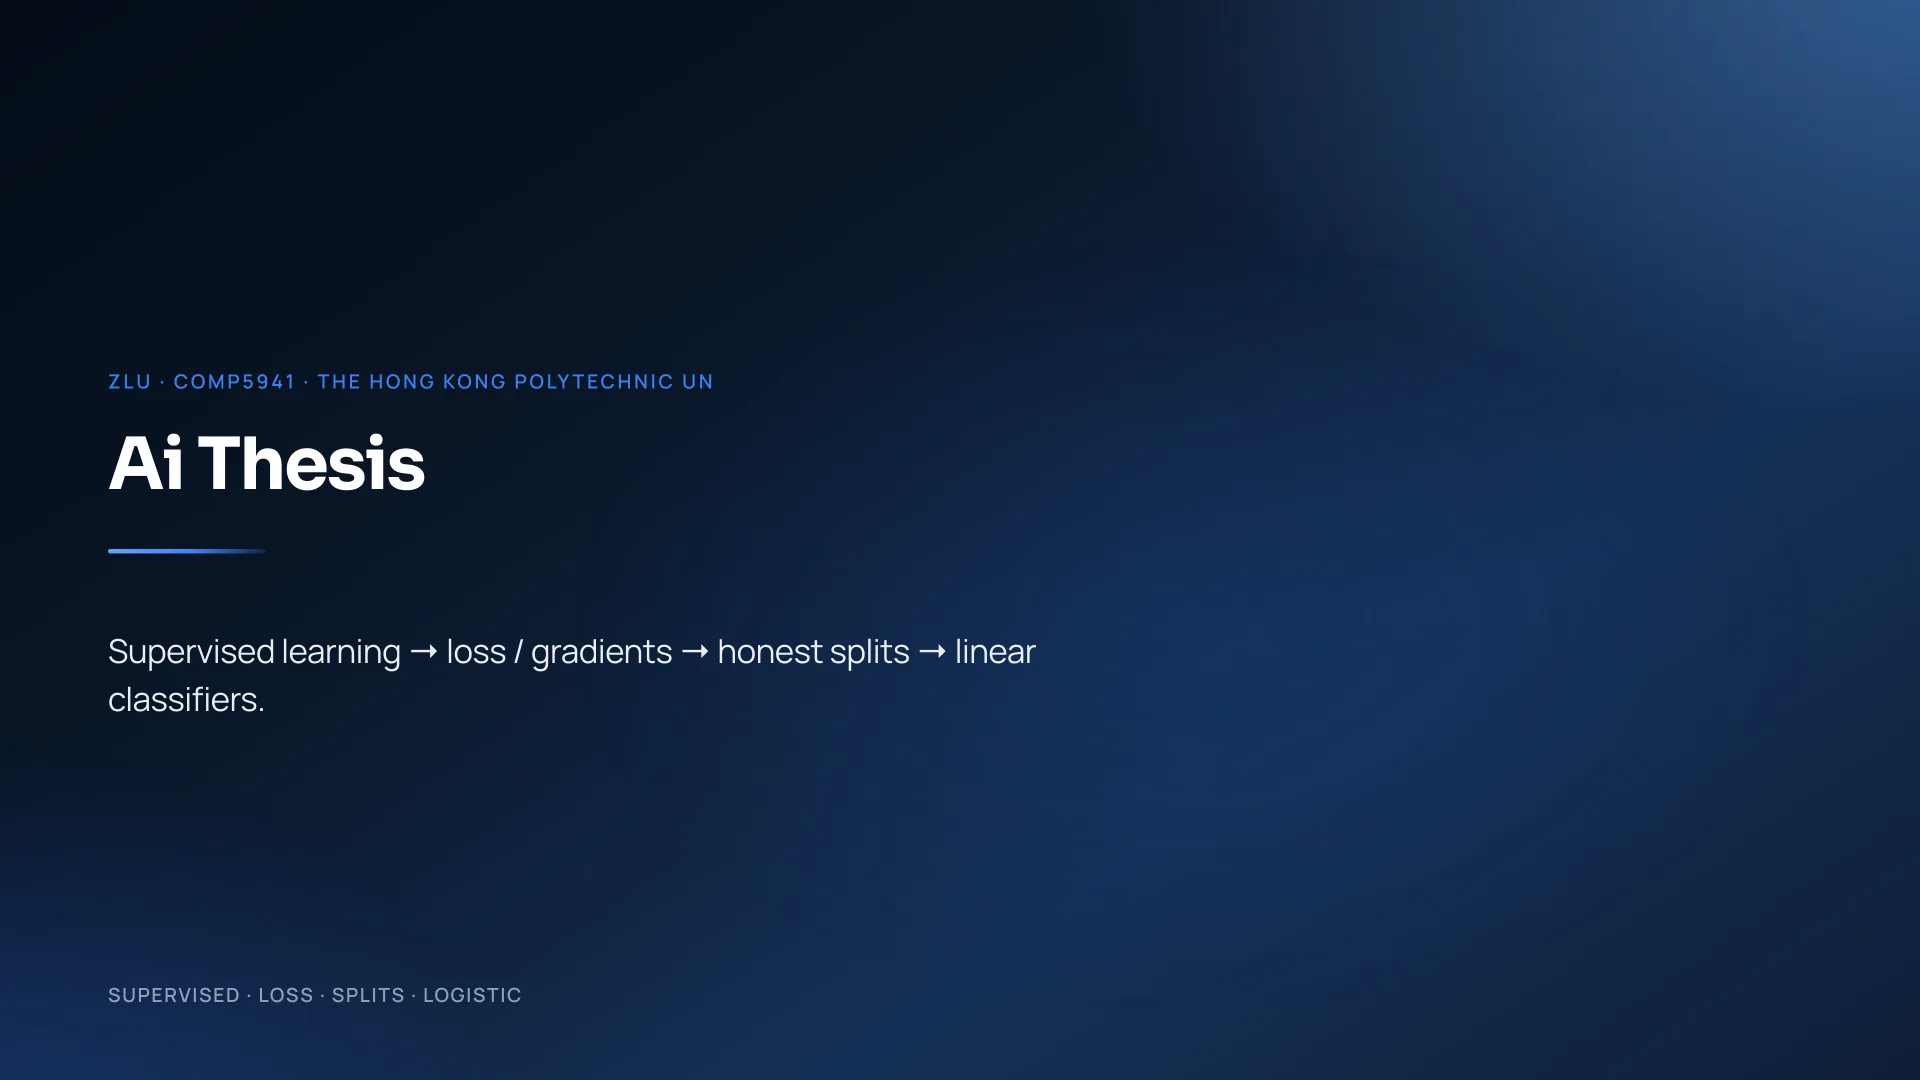 ZLU · COMP5941 · THE HONG KONG POLYTECHNIC UN
Ai Thesis
Supervised learning → loss / gradients → honest splits → linear
classifiers.
SUPERVISED · LOSS · SPLITS · LOGISTIC